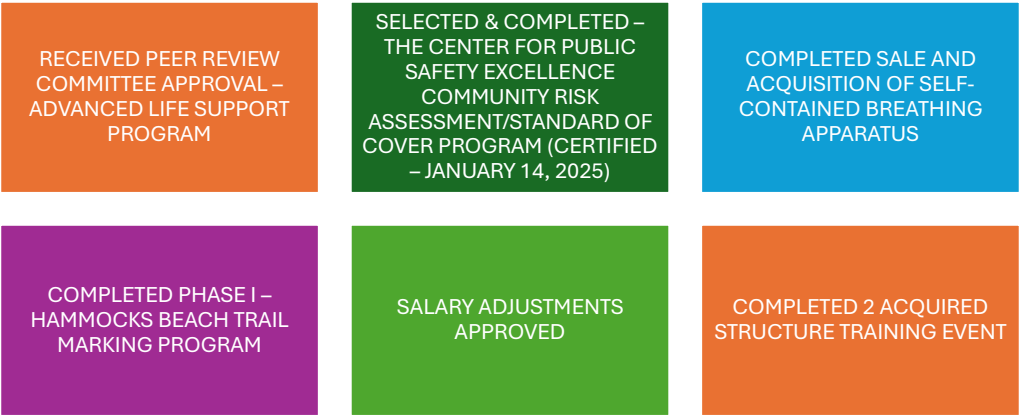 RECEIVED PEER REVIEW
COMMITTEE APPROVAL –
ADVANCED LIFE SUPPORT
PROGRAM
SELECTED & COMPLETED –
THE CENTER FOR PUBLIC
SAFETY EXCELLENCE
COMMUNITY RISK
ASSESSMENT/STANDARD OF
COVER PROGRAM (CERTIFIED
– JANUARY 14, 2025)
COMPLETED SALE AND
ACQUISITION OF SELF-
CONTAINED BREATHING
APPARATUS
COMPLETED PHASE I –
HAMMOCKS BEACH TRAIL
MARKING PROGRAM
SALARY ADJUSTMENTS
APPROVED
COMPLETED 2 ACQUIRED
STRUCTURE TRAINING EVENT